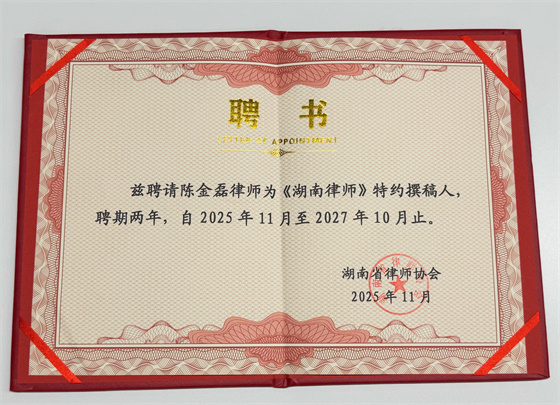 聘书
LETTER OF APPOINTMENT
兹聘请陈金磊律师为《湖南律师》特约撰稿人，
聘期两年，自2025年11月至2027年10月止。
湖南省律师协会
2025年11月